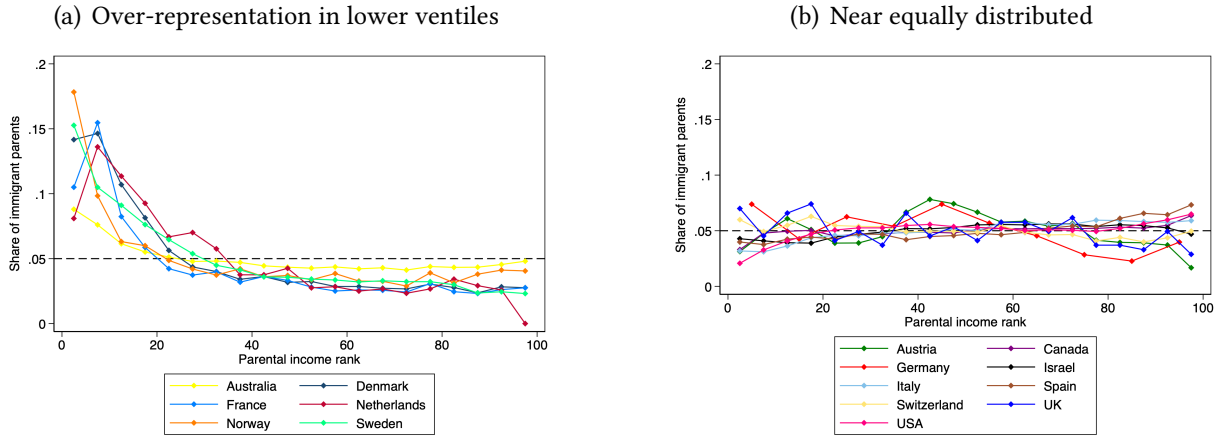 (a) Over-representation in lower ventiles
.2
.15
.1
.05
0
Share of immigrant parents
0 20 40 60 80 100
Parental income rank
Australia Denmark
France Netherlands
Norway Sweden
(b) Near equally distributed
.2
.15
.1
.05
0
Share of immigrant parents
0 20 40 60 80 100
Parental income rank
Austria Canada
Germany Israel
Italy Spain
Switzerland UK
USA